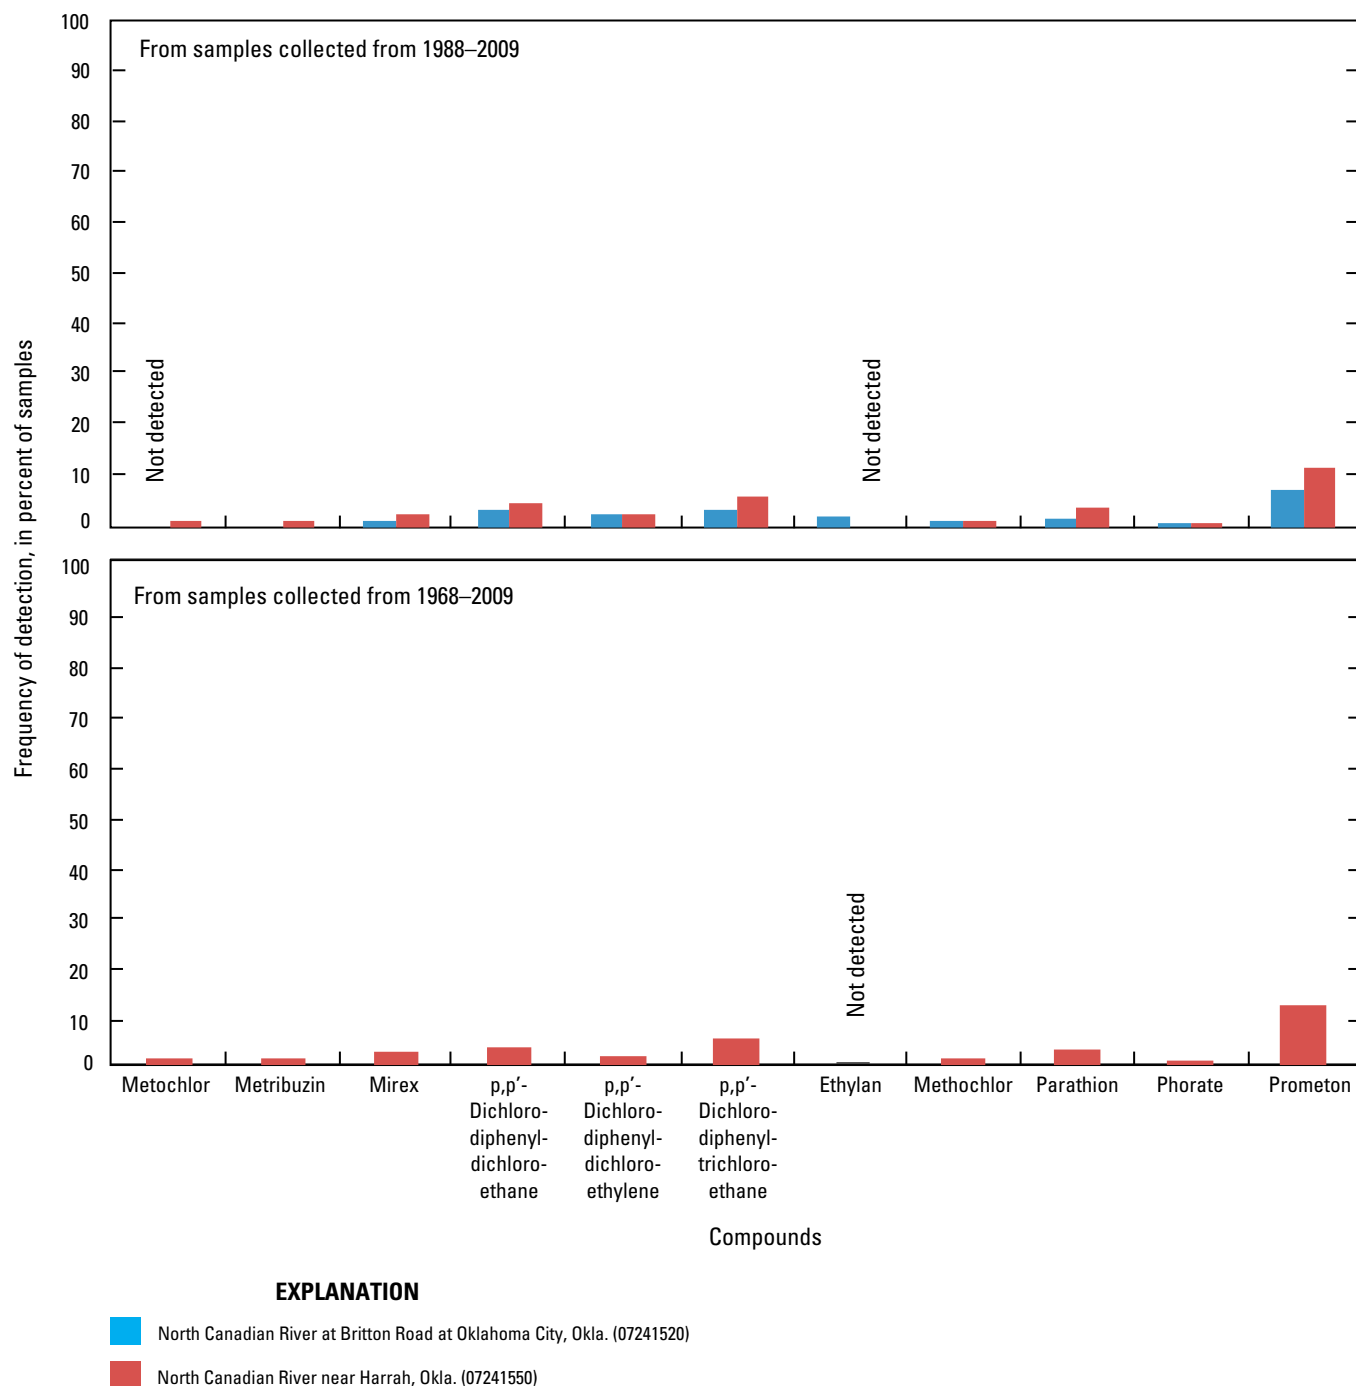 Frequency of detection, in percent of samples
100
90
80
70
60
50
40
30
20
10
0
From samples collected from 1988–2009
Not detected
Not detected
100
90
80
70
60
50
40
30
20
10
0
From samples collected from 1968–2009
Not detected
Metochlor
Metribuzin
Mirex
p,p'-
Dichloro-
diphenyl-
dichloro-
ethane
p,p'-
Dichloro-
diphenyl-
dichloro-
ethylene
p,p'-
Dichloro-
diphenyl-
trichloro-
ethane
Ethylan
Methochlor
Parathion
Phorate
Prometon
Compounds
EXPLANATION
North Canadian River at Britton Road at Oklahoma City, Okla. (07241520)
North Canadian River near Harrah, Okla. (07241550)